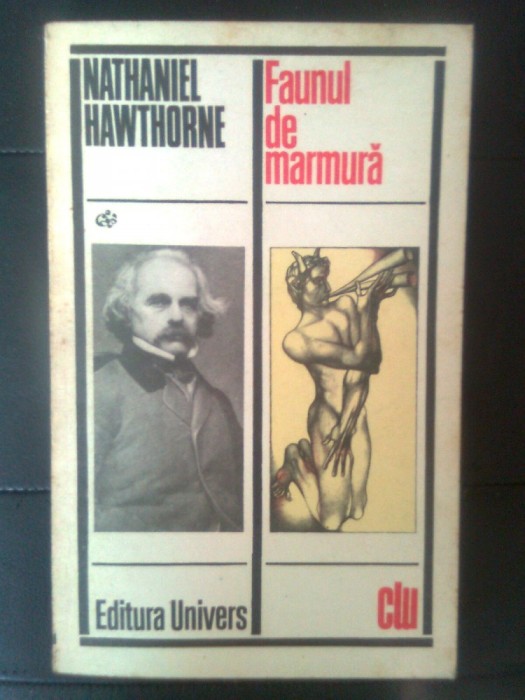 NATHANIEL
HAWTHORNE
Faunul
de
marmură
Editura Univers
clu